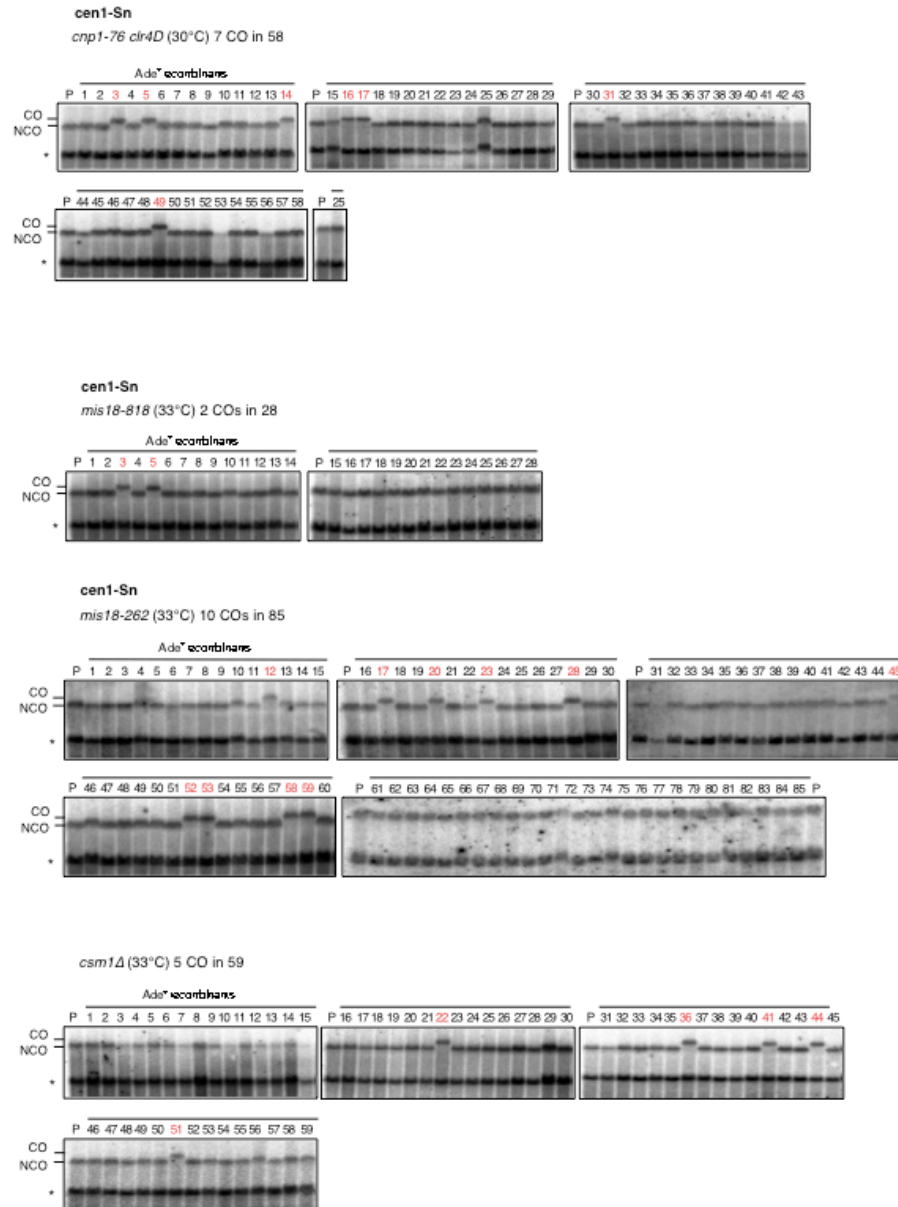 cen1-Sn
cnp1-76 clr4D (30°C) 7 CO in 58
Ade⁺ ecombinans
P 1 2 3 4 5 6 7 8 9 10 11 12 13 14 P 15 16 17 18 19 20 21 22 23 24 25 26 27 28 29 P 30 31 32 33 34 35 36 37 38 39 40 41 42 43
CO
NCO
*
P 44 45 46 47 48 49 50 51 52 53 54 55 56 57 58 P 25
CO
NCO
*
cen1-Sn
mis18-818 (33°C) 2 COs in 28
Ade⁺ ecombinans
P 1 2 3 4 5 6 7 8 9 10 11 12 13 14 P 15 16 17 18 19 20 21 22 23 24 25 26 27 28
CO
NCO
*
cen1-Sn
mis18-262 (33°C) 10 COs in 85
Ade⁺ ecombinans
P 1 2 3 4 5 6 7 8 9 10 11 12 13 14 15 P 16 17 18 19 20 21 22 23 24 25 26 27 28 29 30 P 31 32 33 34 35 36 37 38 39 40 41 42 43 44 45
CO
NCO
*
P 46 47 48 49 50 51 52 53 54 55 56 57 58 59 60 P 61 62 63 64 65 66 67 68 69 70 71 72 73 74 75 76 77 78 79 80 81 82 83 84 85 P
CO
NCO
*
csm1Δ (33°C) 5 CO in 59
Ade⁺ ecombinans
P 1 2 3 4 5 6 7 8 9 10 11 12 13 14 15 P 16 17 18 19 20 21 22 23 24 25 26 27 28 29 30 P 31 32 33 34 35 36 37 38 39 40 41 42 43 44 45
CO
NCO
*
P 46 47 48 49 50 51 52 53 54 55 56 57 58 59
CO
NCO
*